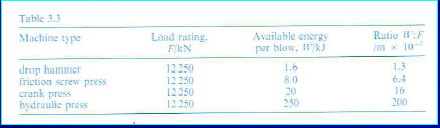 Table 3.3
Machine type Load rating, Available energy Ratio W:F
F/kN per blow, W/kJ /m × 10⁻³
drop hammer 12 250 1.6 1.3
friction screw press 12 250 8.0 6.4
crank press 12 250 20 16
hydraulic press 12 250 250 200